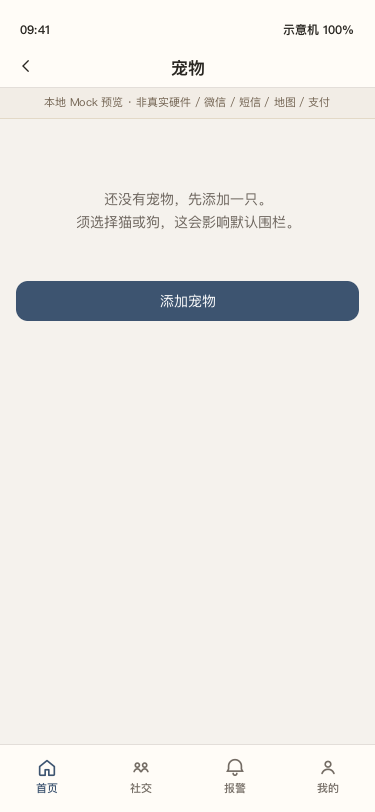 09:41
示意机 100%
宠物
本地 Mock 预览 · 非真实硬件 / 微信 / 短信 / 地图 / 支付
还没有宠物，先添加一只。
须选择猫或狗，这会影响默认围栏。
添加宠物
首页
社交
报警
我的